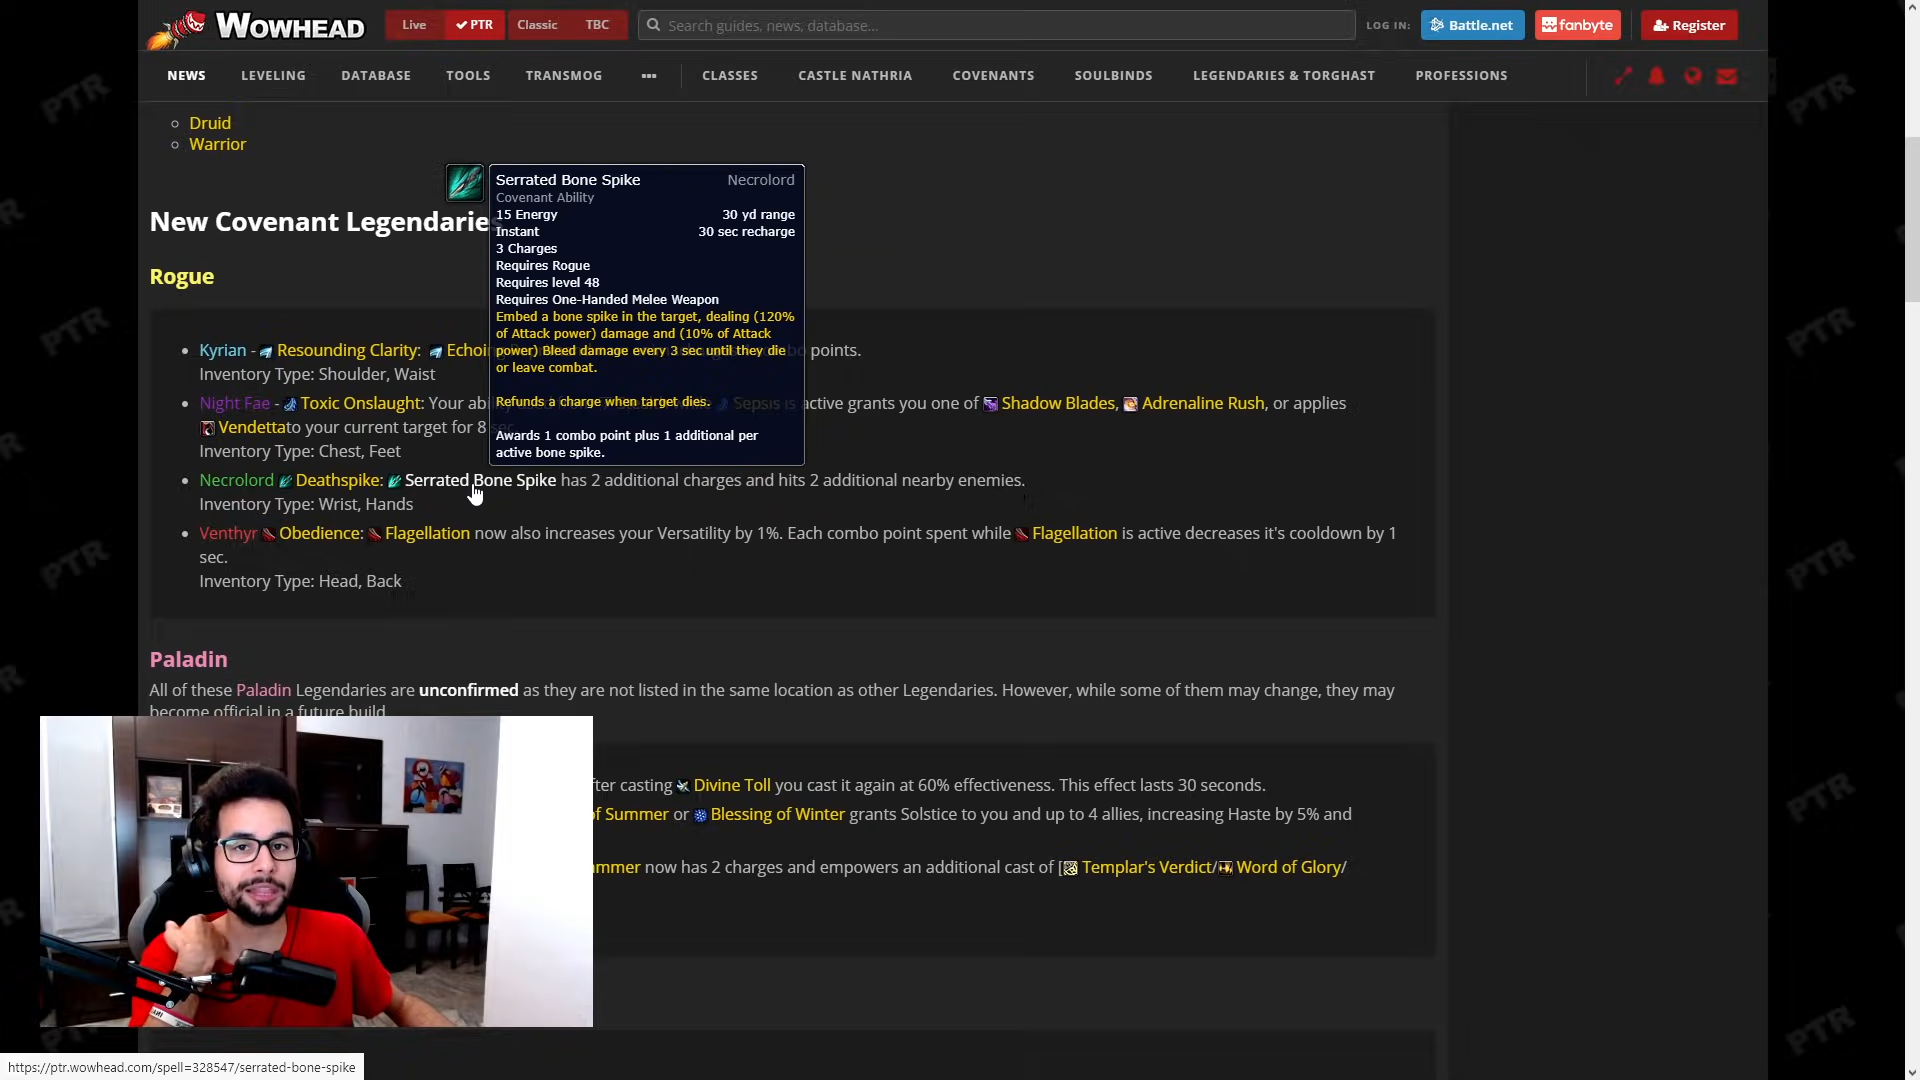 WOWHEAD
Live PTR Classic TBC
Search guides, news, database...
LOG IN: Battle.net fanbyte Register
NEWS LEVELING DATABASE TOOLS TRANSMOG ••• CLASSES CASTLE NATHRIA COVENANTS SOULBINDS LEGENDARIES & TORGHAST PROFESSIONS
Druid
Warrior
Serrated Bone Spike Necrolord
Covenant Ability
15 Energy 30 yd range
Instant 30 sec recharge
3 Charges
Requires Rogue
Requires level 48
Requires One-Handed Melee Weapon
Embed a bone spike in the target, dealing (120%
of Attack power) damage and (10% of Attack
power) Bleed damage every 3 sec until they die
or leave combat.
Refunds a charge when target dies.
Awards 1 combo point plus 1 additional per
active bone spike.
New Covenant Legendaries
Rogue
Kyrian - Resounding Clarity: points.
Inventory Type: Shoulder, Waist
Night Fae - Toxic Onslaught: Your Sepsis is active grants you one of Shadow Blades, Adrenaline Rush, or applies
Vendettato your current target for 8 sec
Inventory Type: Chest, Feet
Necrolord Deathspike: Serrated Bone Spike has 2 additional charges and hits 2 additional nearby enemies.
Inventory Type: Wrist, Hands
Venthyr Obedience: Flagellation now also increases your Versatility by 1%. Each combo point spent while Flagellation is active decreases it's cooldown by 1
sec.
Inventory Type: Head, Back
Paladin
All of these Paladin Legendaries are unconfirmed as they are not listed in the same location as other Legendaries. However, while some of them may change, they may
become official in a future build.
fter casting Divine Toll you cast it again at 60% effectiveness. This effect lasts 30 seconds.
of Summer or Blessing of Winter grants Solstice to you and up to 4 allies, increasing Haste by 5% and
ammer now has 2 charges and empowers an additional cast of [ Templar's Verdict/ Word of Glory/
https://ptr.wowhead.com/spell=328547/serrated-bone-spike
PTR
PTR
PTR
PTR
PTR
PTR
PTR